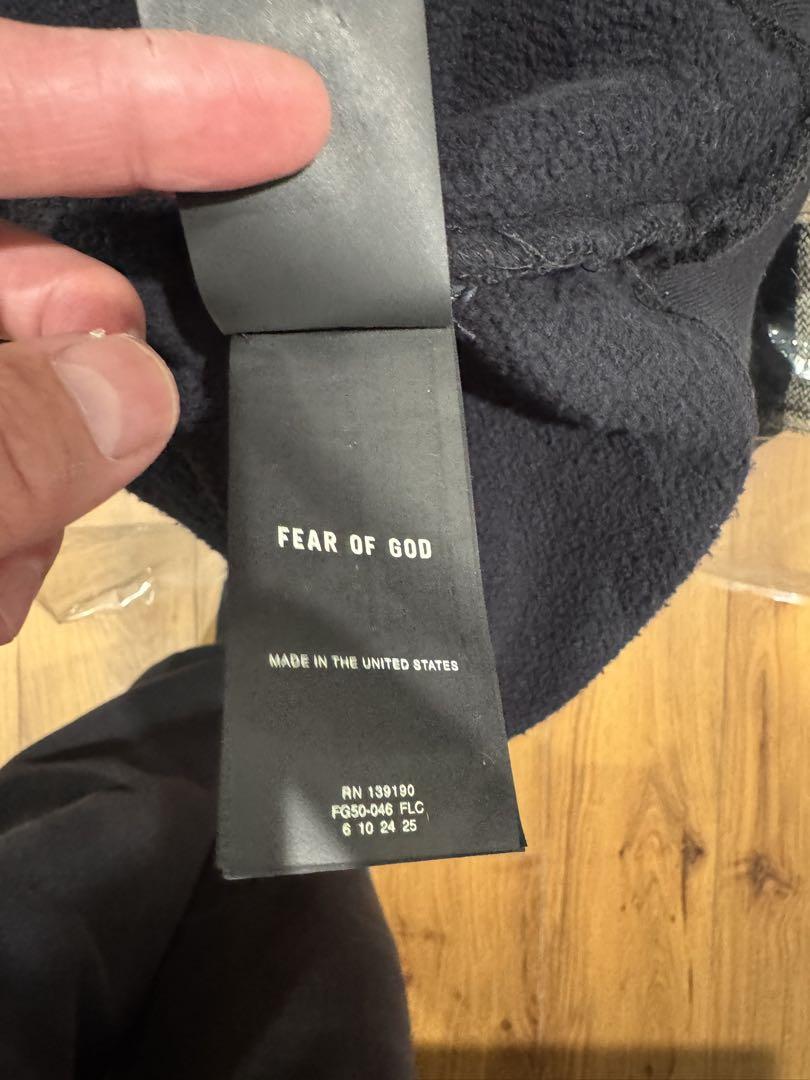 FEAR OF GOD
MADE IN THE UNITED STATES
RN 139190
FG50-046 FLC
6 10 24 25